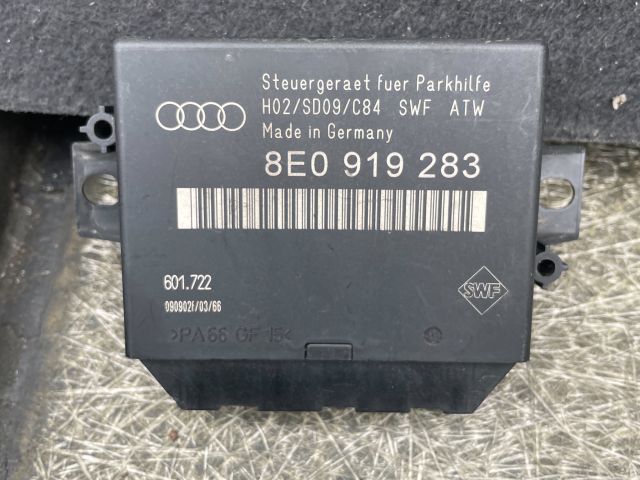 Steuergeraet fuer Parkhilfe
H02/SD09/C84 SWF ATW
Made in Germany
8E0 919 283
601.722
090902f/03/66
SWF
>PA66 GF 15<